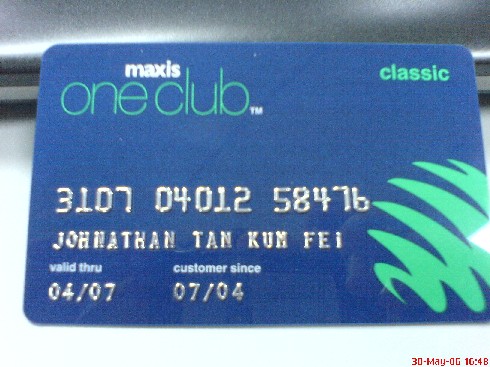 maxis
one club™
classic
3107 04012 58476
JOHNATHAN TAN KUM FEI
valid thru customer since
04/07 07/04
30-May-06 16:48